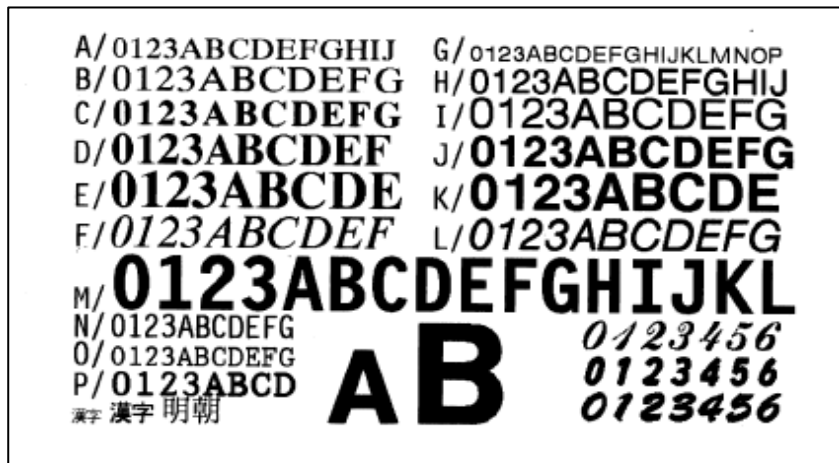 A/0123ABCDEFGHIJ
B/0123ABCDEFG
C/0123ABCDEFG
D/0123ABCDEF
E/0123ABCDE
F/0123ABCDEF
G/0123ABCDEFGHIJKLMNOP
H/0123ABCDEFGHIJ
I/0123ABCDEFG
J/0123ABCDEFG
K/0123ABCDE
L/0123ABCDEFG
M/0123ABCDEFGHIJKL
N/0123ABCDEFG
O/0123ABCDEFG
P/0123ABCD
漢字 漢字 明朝
AB
0123456
0123456
0123456